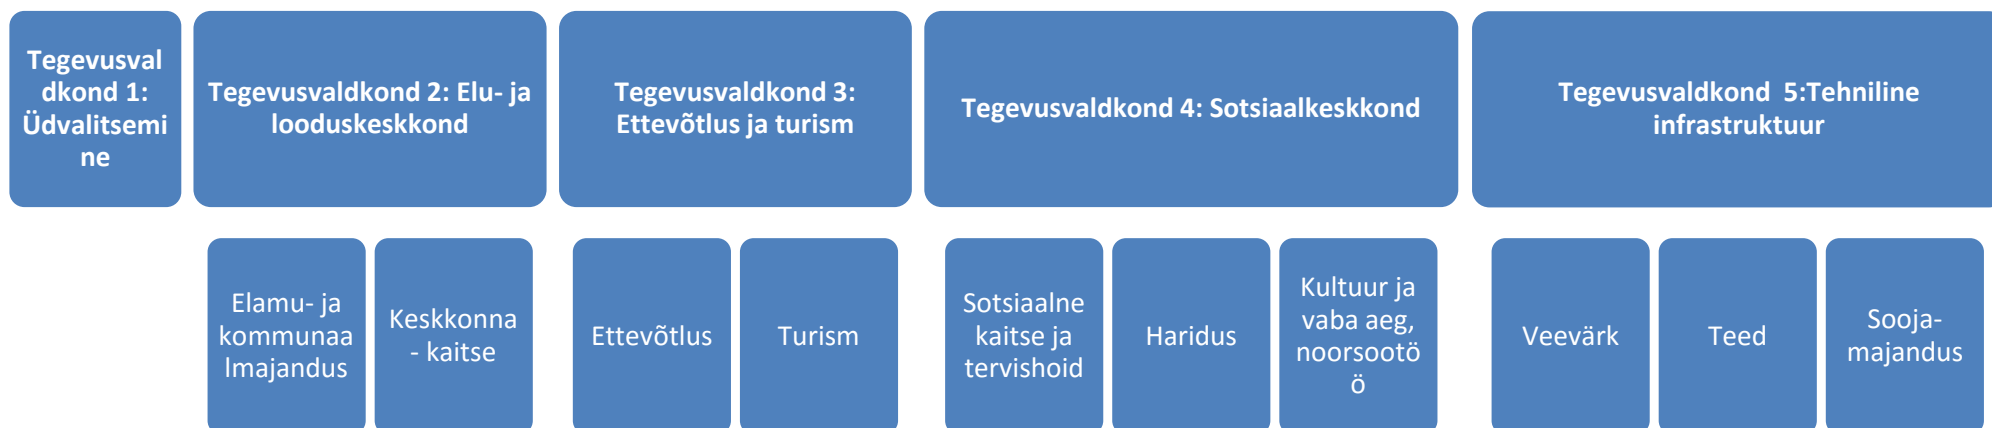 Tegevusval
dkond 1:
Üdvalitsemi
ne
Tegevusvaldkond 2: Elu- ja
looduskeskkond
Tegevusvaldkond 3:
Ettevõtlus ja turism
Tegevusvaldkond 4: Sotsiaalkeskkond
Tegevusvaldkond 5:Tehniline
infrastruktuur
Elamu- ja
kommunaa
lmajandus
Keskkonna
- kaitse
Ettevõtlus
Turism
Sotsiaalne
kaitse ja
tervishoid
Haridus
Kultuur ja
vaba aeg,
noorsootö
ö
Veevärk
Teed
Sooja-
majandus